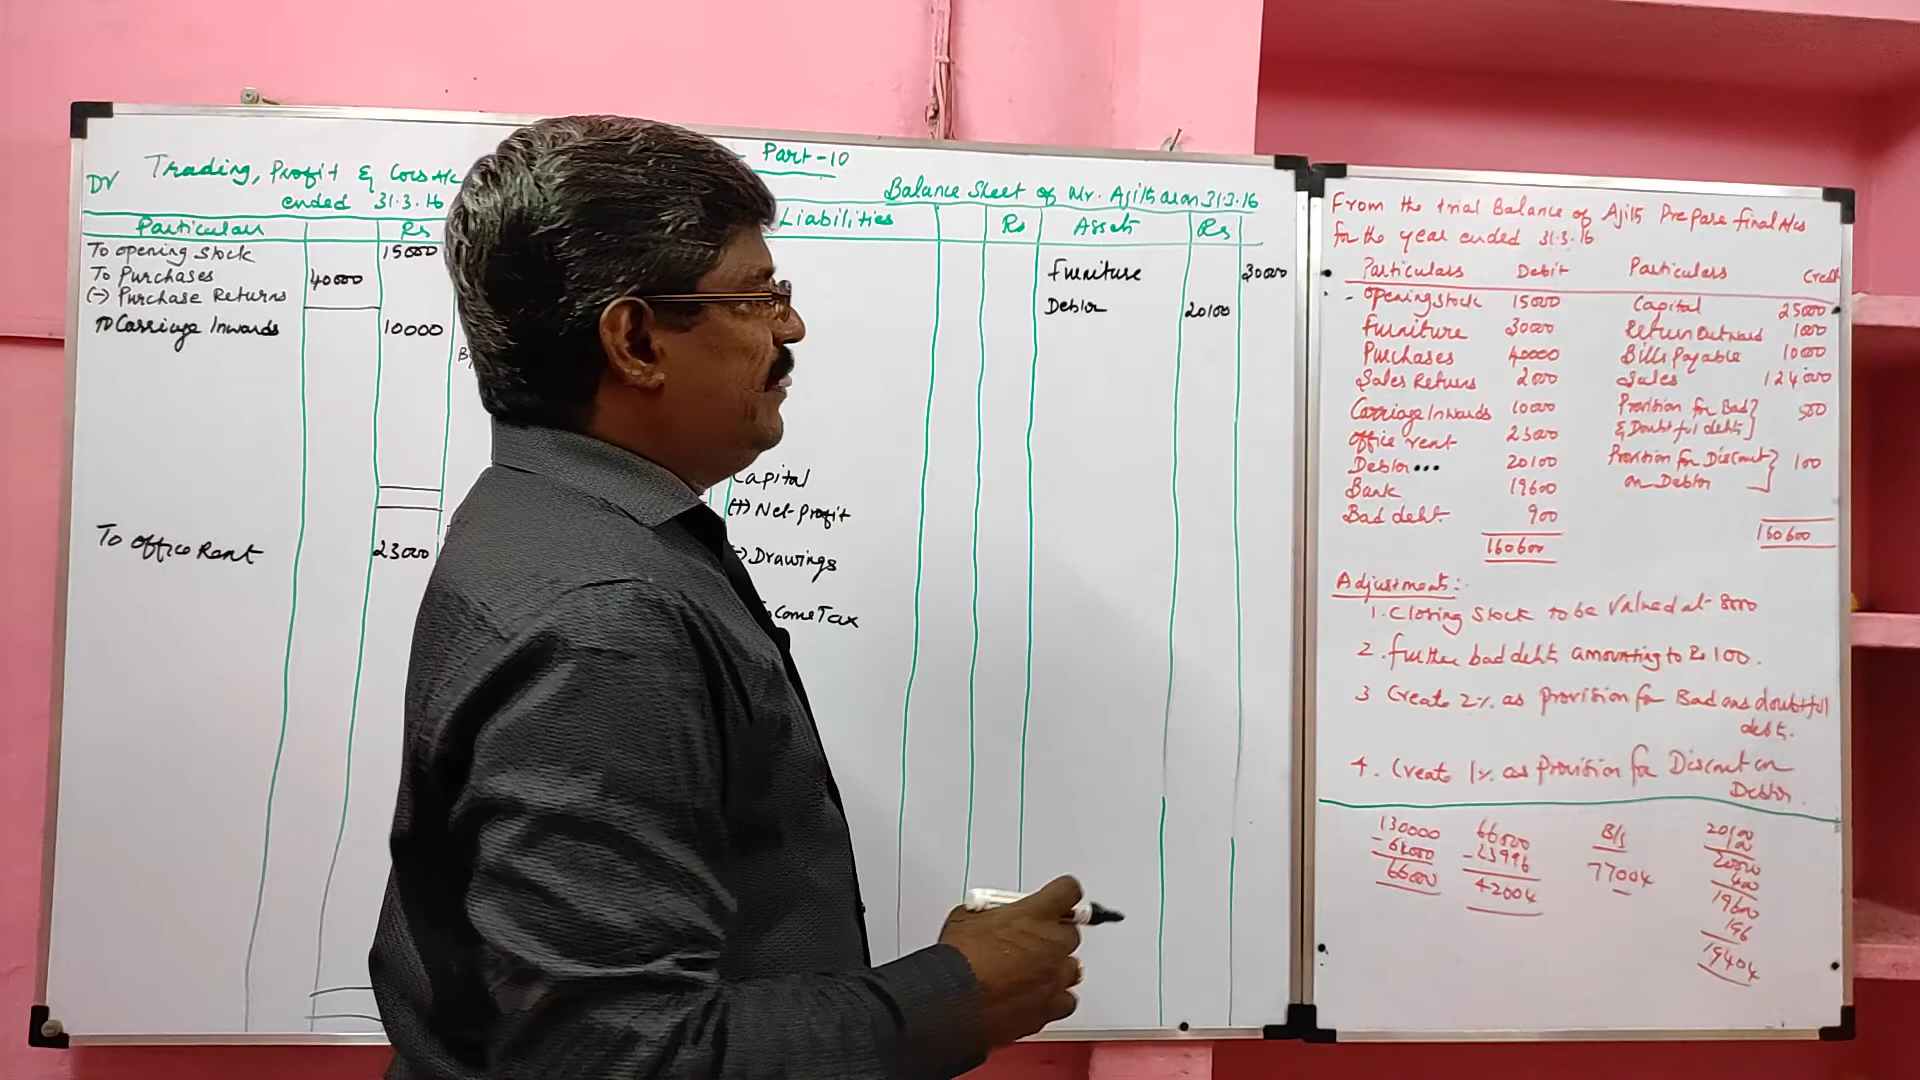 Part-10
Dr Trading, Profit & Loss A/c
ended 31.3.16
Particulars Rs
To opening stock 15000
To Purchases 40000
(-) Purchase Returns
To Carriage Inwards 10000
To office Rent 23000
Balance Sheet of Mr. Ajith as on 31.3.16
Liabilities Rs Assets Rs
Furniture 30000
Debtor 20100
Capital
(+) Net profit
(-) Drawings
Income Tax
From the trial Balance of Ajith Prepare final A/cs
for the year ended 31.3.16
Particulars Debit Particulars Credit
Opening stock 15000 Capital 25000
Furniture 30000 Return Outward 1000
Purchases 40000 Bills Payable 10000
Sales Returns 2000 Sales 124000
Carriage Inwards 10000 Provision for Bad } 500
& Doubtful debts }
office rent 23000
Debtor 20100 Provision for Discount } 100
on Debtor
Bank 19600
Bad debt 900
160600 160600
Adjustments:-
1. Closing stock to be valued at 8000
2. Further bad debts amounting to Rs 100.
3 Create 2% as provision for Bad and doubtful
debt.
4. Create 1% as provision for Discount on
Debtor.
130000 66000 B/S 20100
-64000 -23996 77004
66000 42004
20000
400
19600
196
19404